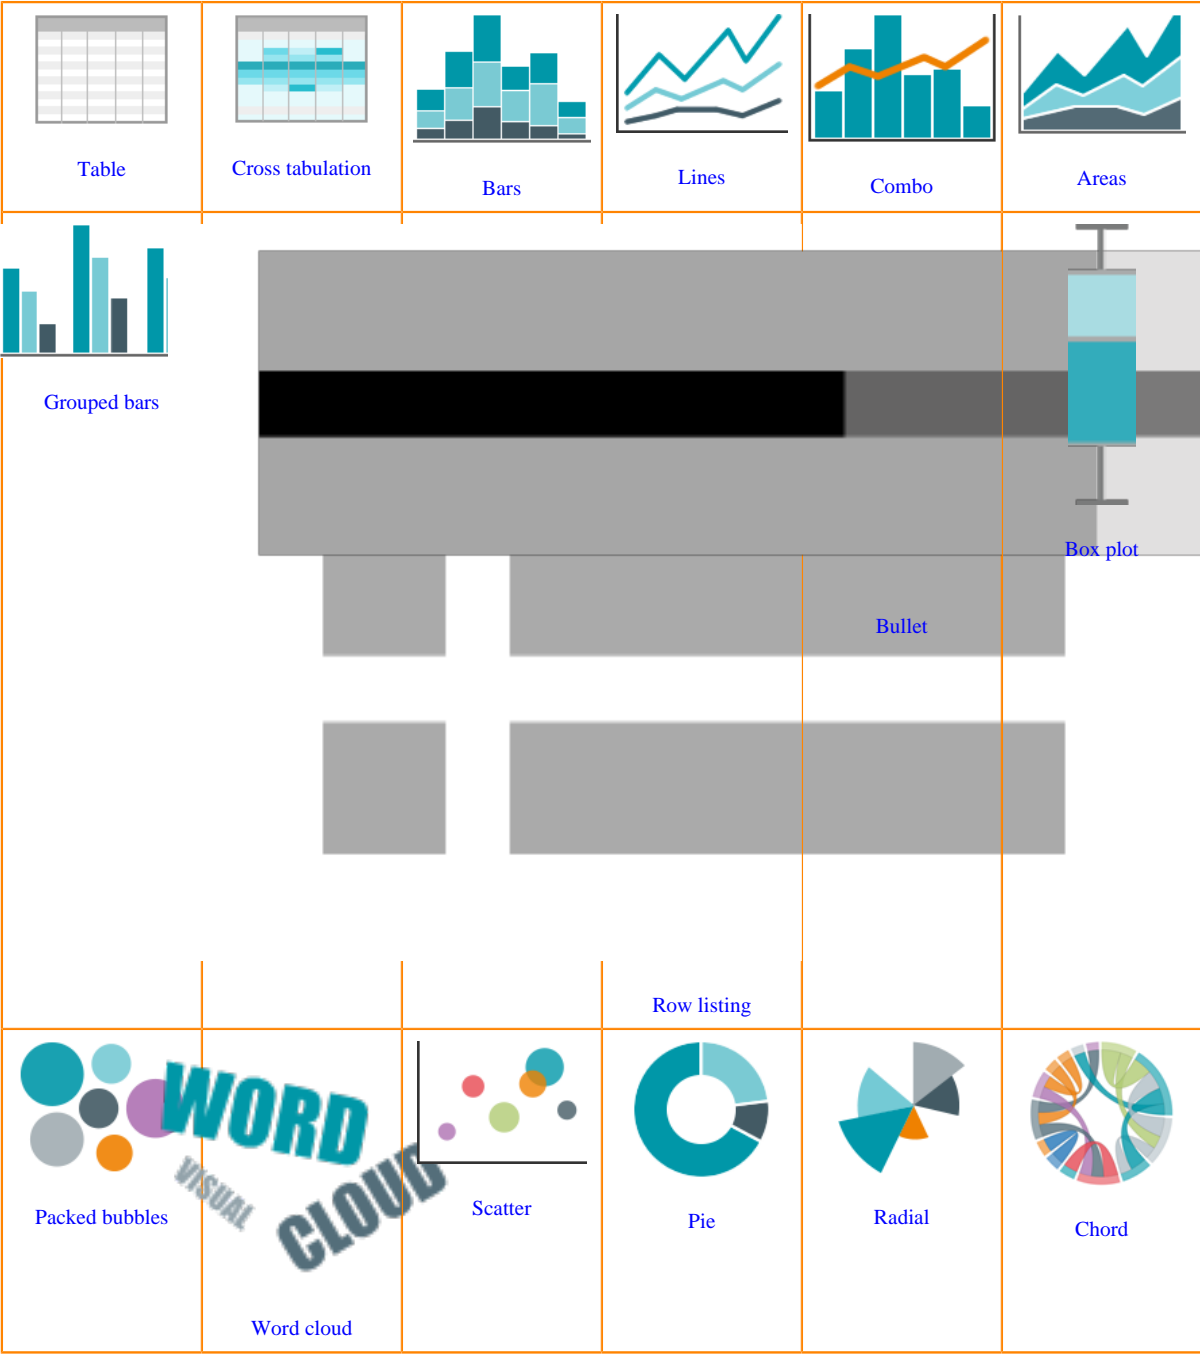 Table
Cross tabulation
Bars
Lines
Combo
Areas
Grouped bars
Box plot
Bullet
Row listing
WORD
VISUAL
CLOUD
Packed bubbles
Word cloud
Scatter
Pie
Radial
Chord